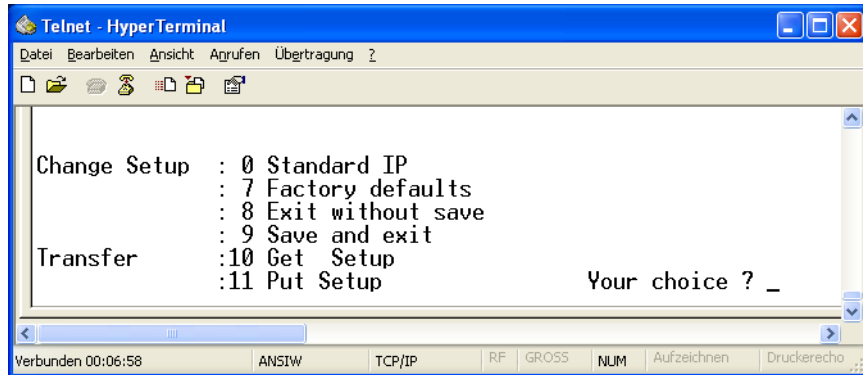 Telnet - HyperTerminal
Datei Bearbeiten Ansicht Anrufen Übertragung ?
Change Setup : 0 Standard IP
: 7 Factory defaults
: 8 Exit without save
: 9 Save and exit
Transfer :10 Get Setup
:11 Put Setup Your choice ? _
Verbunden 00:06:58 ANSIW TCP/IP RF GROSS NUM Aufzeichnen Druckerecho